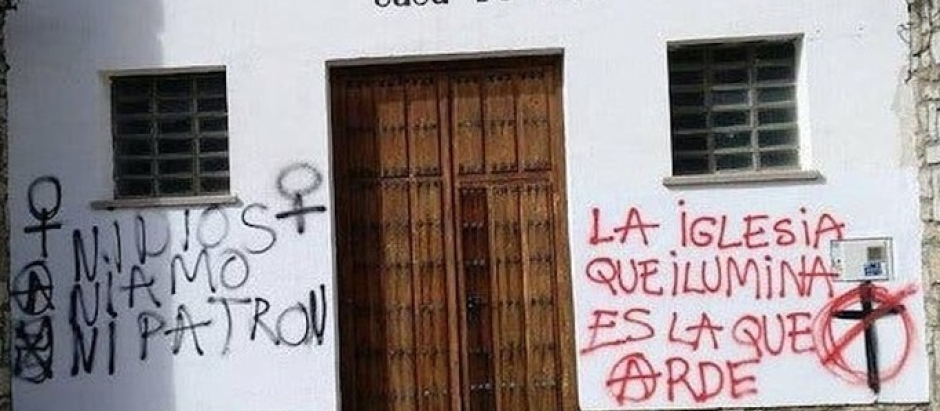 NI DIOS
NI AMO
NI PATRON
LA iGLESiA
QUE iLUMiNA
ES LA QUE
ARDE